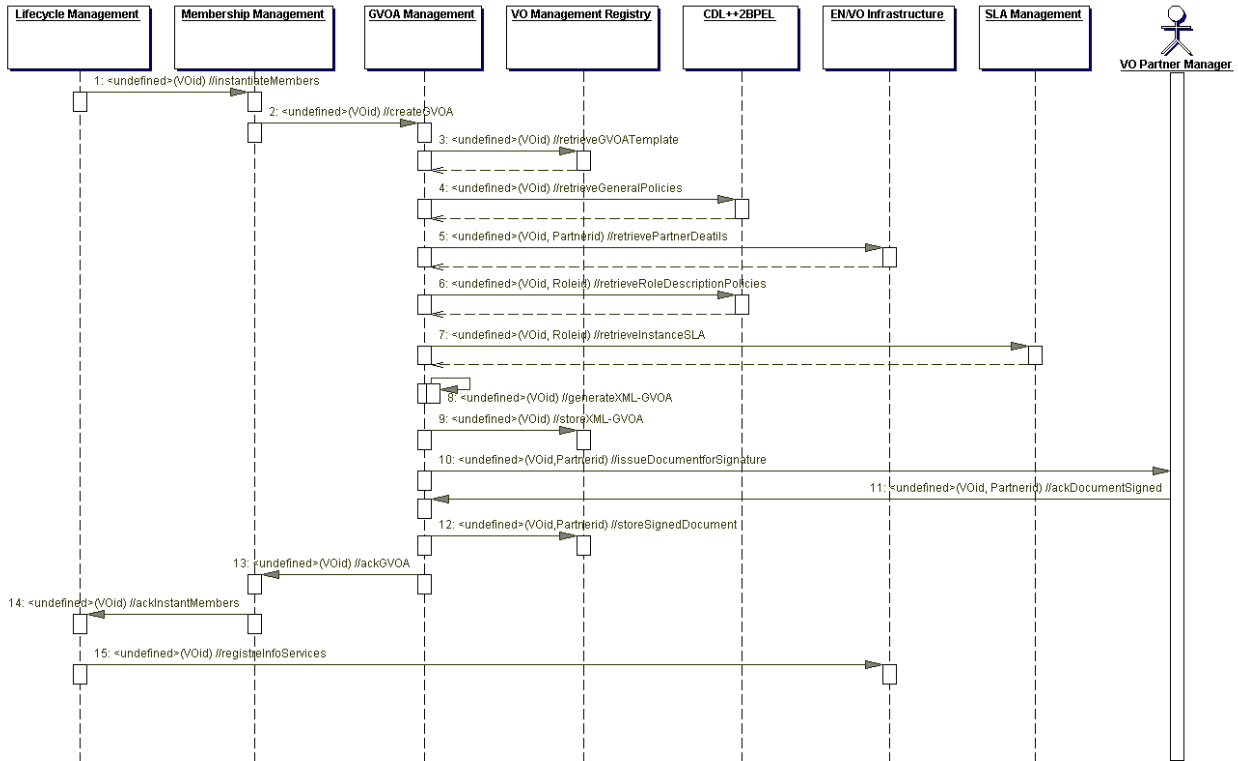 Lifecycle Management
Membership Management
GVOA Management
VO Management Registry
CDL++2BPEL
EN/VO Infrastructure
SLA Management
VO Partner Manager
1: <undefined>(VOid) //instantiateMembers
2: <undefined>(VOid) //createGVOA
3: <undefined>(VOid) //retrieveGVOATemplate
4: <undefined>(VOid) //retrieveGeneralPolicies
5: <undefined>(VOid, Partnerid) //retrievePartnerDeatils
6: <undefined>(VOid, Roleid) //retrieveRoleDescriptionPolicies
7: <undefined>(VOid, Roleid) //retrieveInstanceSLA
8: <undefined>(VOid) //generateXML-GVOA
9: <undefined>(VOid) //storeXML-GVOA
10: <undefined>(VOid,Partnerid) //issueDocumentforSignature
11: <undefined>(VOid, Partnerid) //ackDocumentSigned
12: <undefined>(VOid,Partnerid) //storeSignedDocument
13: <undefined>(VOid) //ackGVOA
14: <undefined>(VOid) //ackInstantMembers
15: <undefined>(VOid) //registreInfoServices